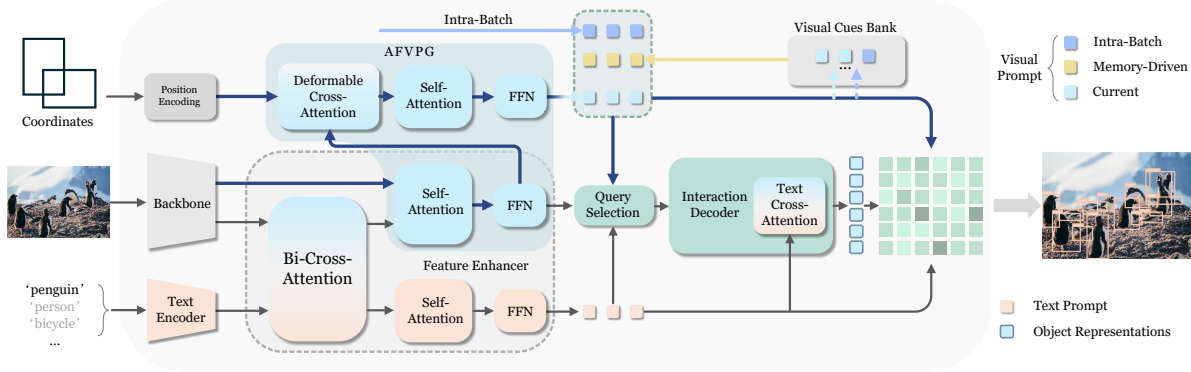 Intra-Batch
Visual Cues Bank
...
AFVPG
Coordinates
Position
Encoding
Deformable
Cross-
Attention
Self-
Attention
FFN
Visual
Prompt
Intra-Batch
Memory-Driven
Current
Backbone
Self-
Attention
FFN
Query
Selection
Interaction
Decoder
Text
Cross-
Attention
Bi-Cross-
Attention
Feature Enhancer
'penguin'
'person'
'bicycle'
...
Text
Encoder
Self-
Attention
FFN
Text Prompt
Object Representations